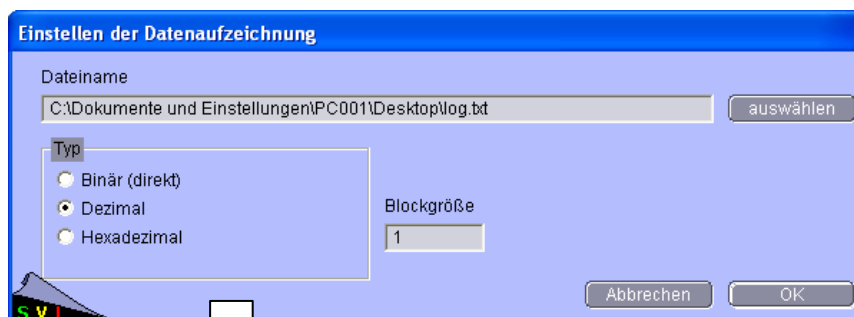 Einstellen der Datenaufzeichnung
Dateiname
C:\Dokumente und Einstellungen\PC001\Desktop\log.txt
auswählen
Typ
Binär (direkt)
Dezimal
Hexadezimal
Blockgröße
1
Abbrechen
OK
S V I